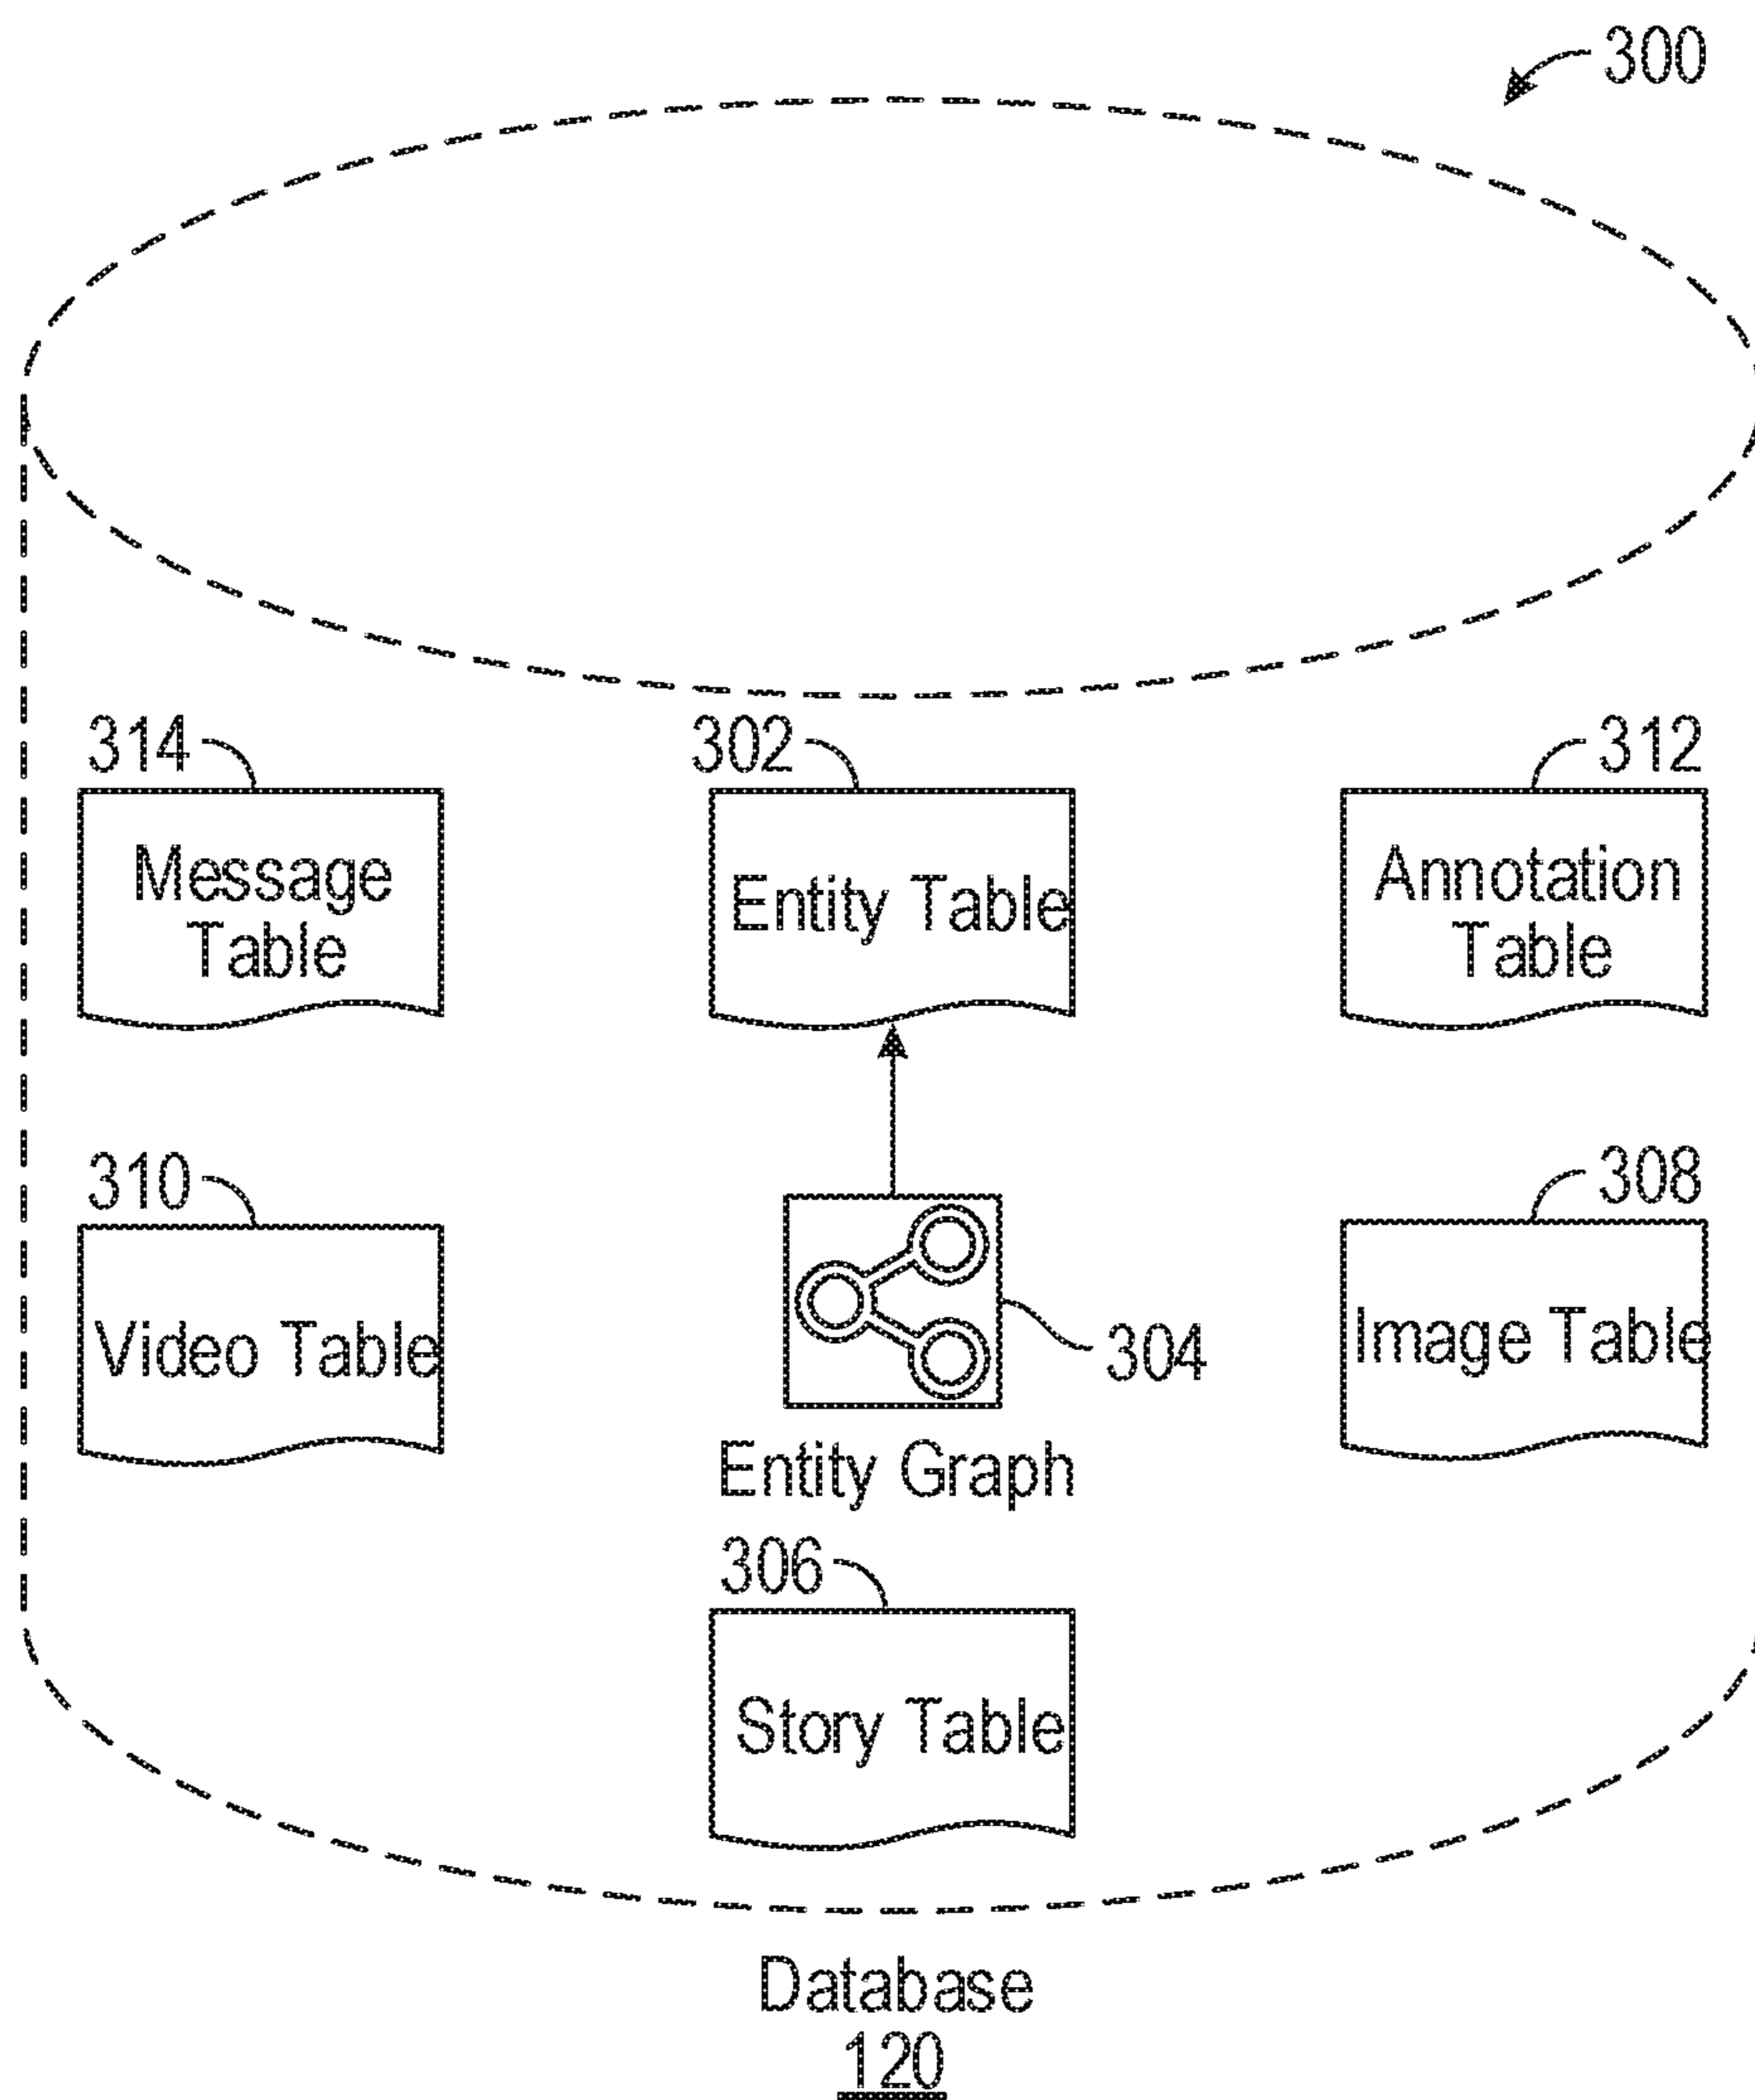 300
314
302
312
Message
Table
Entity Table
Annotation
Table
310
308
Video Table
304
Image Table
Entity Graph
306
Story Table
Database
120